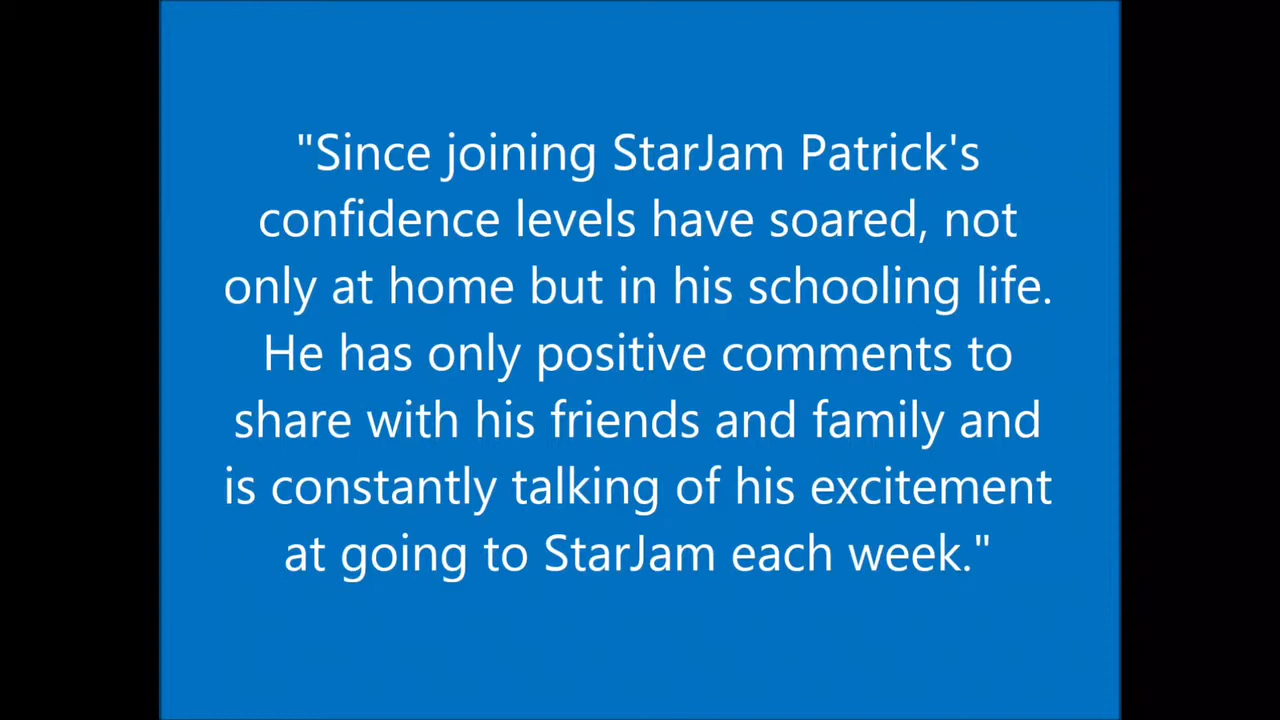 "Since joining StarJam Patrick's
confidence levels have soared, not
only at home but in his schooling life.
He has only positive comments to
share with his friends and family and
is constantly talking of his excitement
at going to StarJam each week."